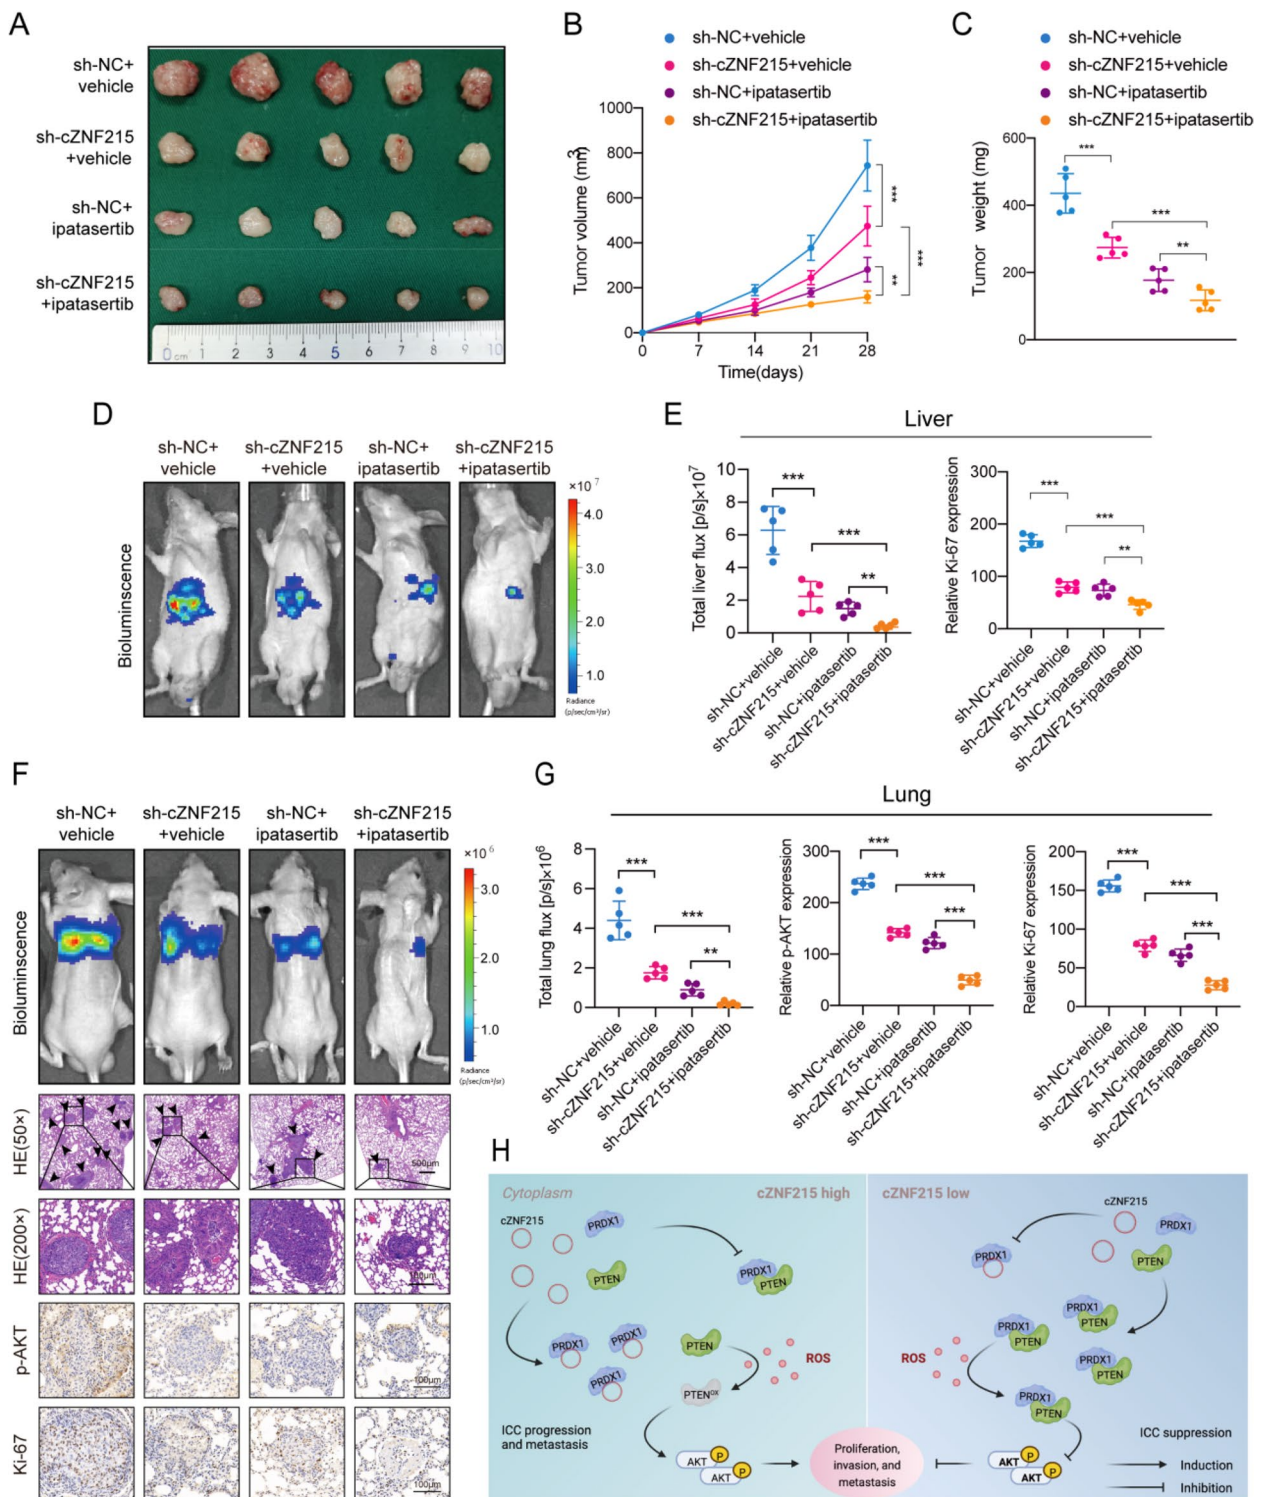 A
sh-NC+
vehicle
sh-cZNF215
+vehicle
sh-NC+
ipatasertib
sh-cZNF215
+ipatasertib
0 cm 1 2 3 4 5 6 7 8 9 10
B
sh-NC+vehicle
sh-cZNF215+vehicle
sh-NC+ipatasertib
sh-cZNF215+ipatasertib
Tumor volume (mm3)
1000
800
600
400
200
0
0 7 14 21 28
Time(days)
***
***
**
C
sh-NC+vehicle
sh-cZNF215+vehicle
sh-NC+ipatasertib
sh-cZNF215+ipatasertib
Tumor weight (mg)
600
400
200
0
***
***
**
D
sh-NC+
vehicle
sh-cZNF215
+vehicle
sh-NC+
ipatasertib
sh-cZNF215
+ipatasertib
Bioluminscence
×10 7
4.0
3.0
2.0
1.0
Radiance
(p/sec/cm²/sr)
E
Liver
Total liver flux [p/s]×10⁷
10
8
6
4
2
0
***
***
**
sh-NC+vehicle
sh-cZNF215+vehicle
sh-NC+ipatasertib
sh-cZNF215+ipatasertib
Relative Ki-67 expression
300
200
100
0
***
***
**
sh-NC+vehicle
sh-cZNF215+vehicle
sh-NC+ipatasertib
sh-cZNF215+ipatasertib
F
sh-NC+
vehicle
sh-cZNF215
+vehicle
sh-NC+
ipatasertib
sh-cZNF215
+ipatasertib
Bioluminscence
×10 6
3.0
2.0
1.0
Radiance
(p/sec/cm²/sr)
HE(50×)
500μm
HE(200×)
100μm
p-AKT
100μm
Ki-67
100μm
G
Lung
Total lung flux [p/s]×10⁶
8
6
4
2
0
***
***
**
sh-NC+vehicle
sh-cZNF215+vehicle
sh-NC+ipatasertib
sh-cZNF215+ipatasertib
Relative p-AKT expression
300
200
100
0
***
***
***
sh-NC+vehicle
sh-cZNF215+vehicle
sh-NC+ipatasertib
sh-cZNF215+ipatasertib
Relative Ki-67 expression
200
150
100
50
0
***
***
***
sh-NC+vehicle
sh-cZNF215+vehicle
sh-NC+ipatasertib
sh-cZNF215+ipatasertib
H
Cytoplasm
cZNF215 high
cZNF215
PRDX1
PTEN
PRDX1
PTEN
PRDX1
PRDX1
PRDX1
PTEN
ROS
PTENox
ICC progression
and metastasis
AKT P
AKT P
Proliferation,
invasion, and
metastasis
cZNF215 low
cZNF215
PRDX1
PRDX1
PTEN
PRDX1
PTEN
PRDX1
PTEN
PRDX1
PTEN
ROS
PRDX1
PTEN
AKT P
AKT P
ICC suppression
Induction
Inhibition